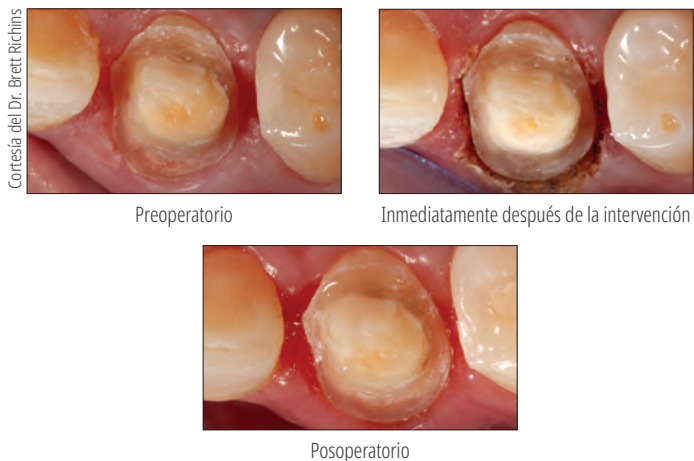 Cortesía del Dr. Brett Richins
Preoperatorio
Inmediatamente después de la intervención
Posoperatorio